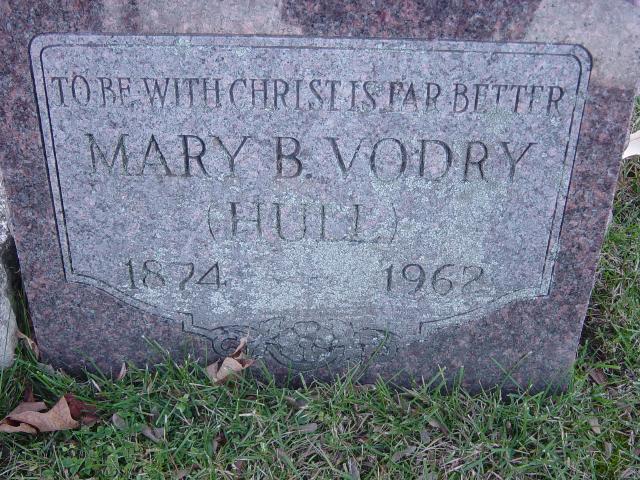 TO BE WITH CHRIST IS FAR BETTER
MARY B. VODRY
(HULL)
1874 — 1962